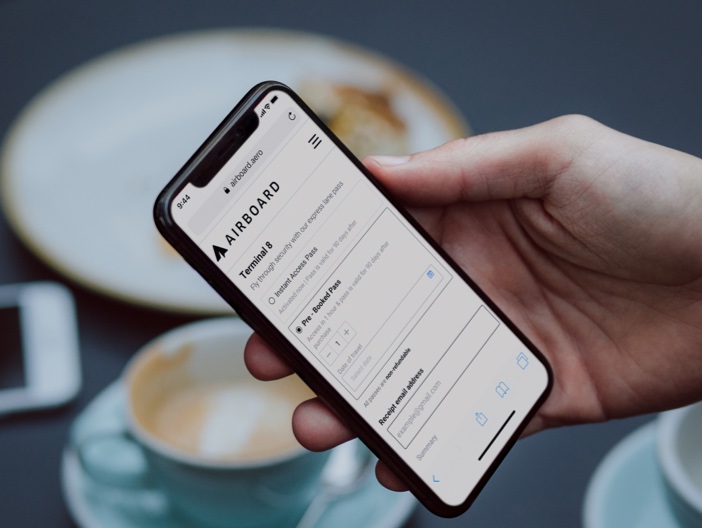 9:44
airboard.aero
AIRBOARD
Terminal 8
Fly through security with our express lane pass
Instant Access Pass
Activated now | Pass is valid for 90 days after
Pre - Booked Pass
Access in 1 hour & pass is valid for 90 days after
purchase
− 1 +
Date of travel
Select date
All passes are non-refundable
Receipt email address
example@gmail.com
Summary